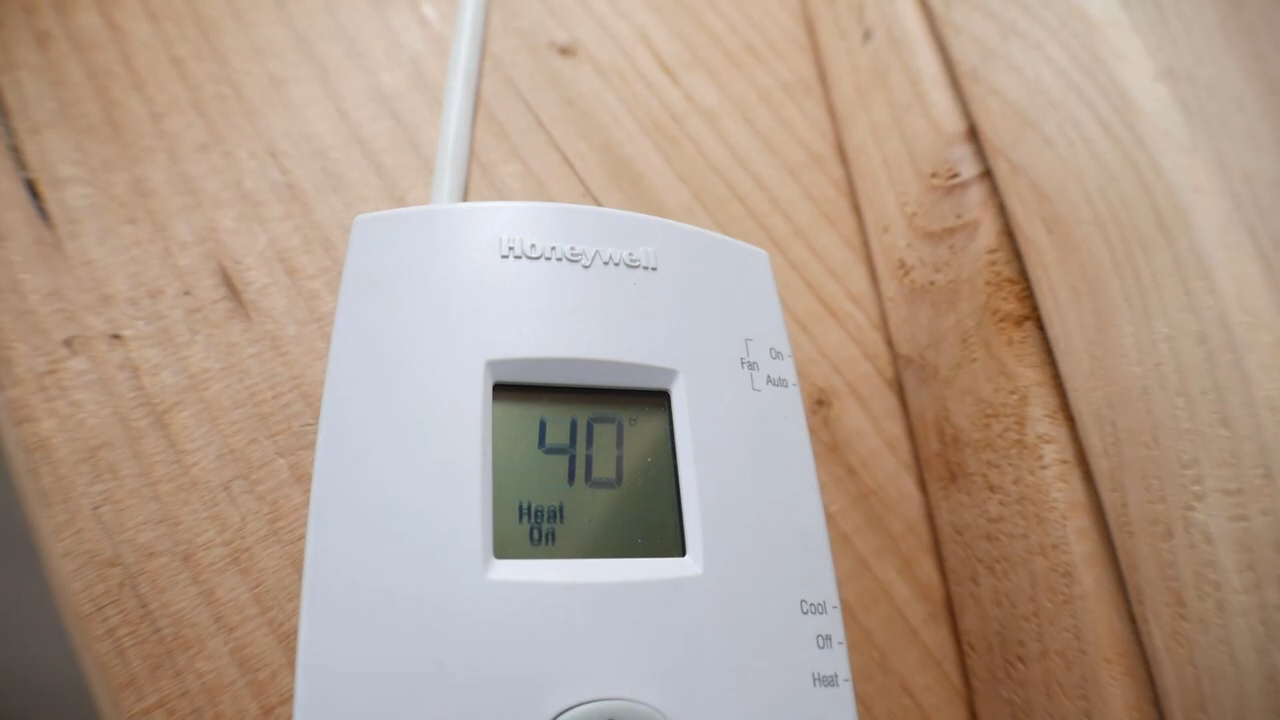 Honeywell
On -
Fan
Auto -
40°
Heat
On
Cool -
Off -
Heat -